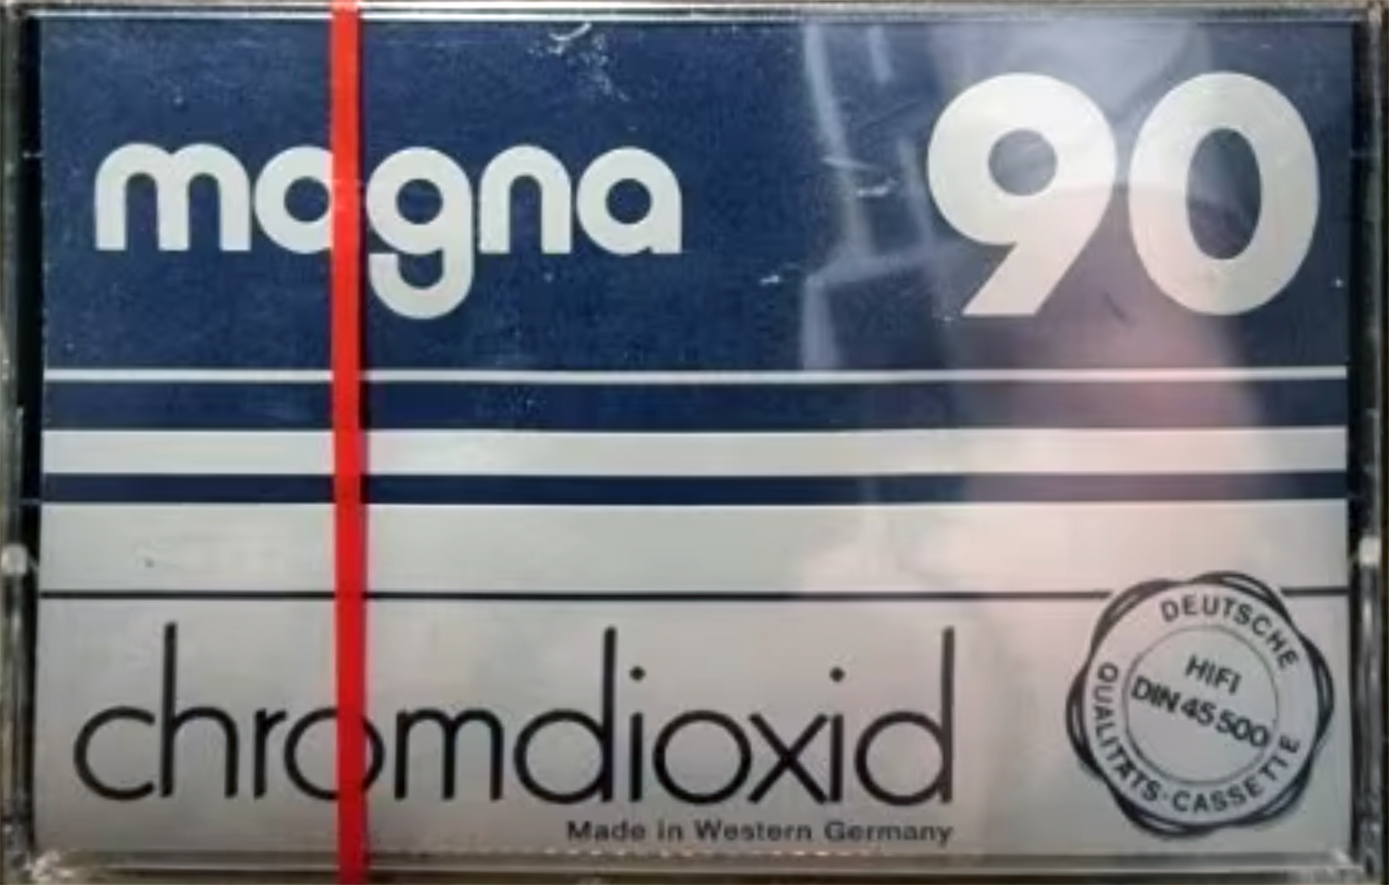 magna
90
chromdioxid
Made in Western Germany
DEUTSCHE
HIFI
DIN 45 500
QUALITÄTS-CASSETTE